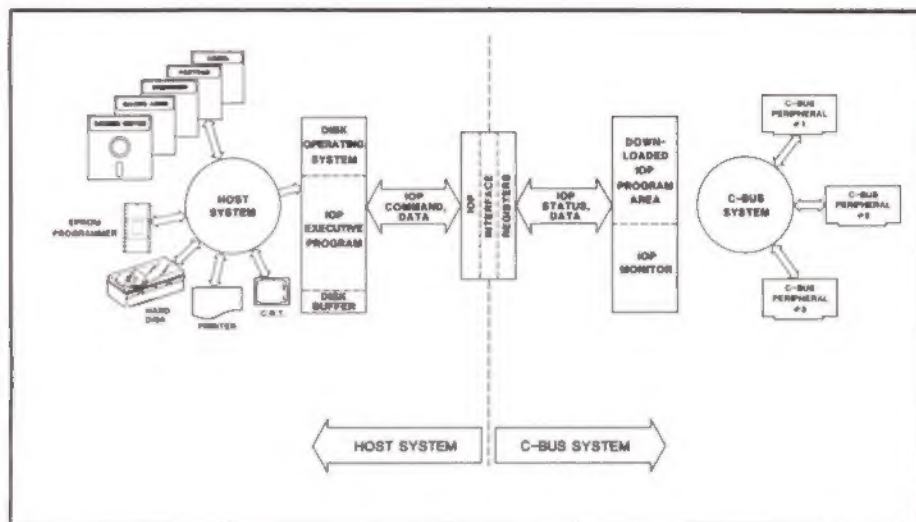 HOST
SYSTEM
EPROM
PROGRAMMER
HARD
DISK
PRINTER
C.R.T.
DISK
OPERATING
SYSTEM
IOP
EXECUTIVE
PROGRAM
DISK
BUFFER
IOP
COMMAND,
DATA
IOP
INTERFACE
REGISTERS
IOP
STATUS,
DATA
DOWN-
LOADED
IOP
PROGRAM
AREA
IOP
MONITOR
C-BUS
SYSTEM
C-BUS
PERIPHERAL
#1
C-BUS
PERIPHERAL
#2
C-BUS
PERIPHERAL
#3
HOST SYSTEM
C-BUS SYSTEM